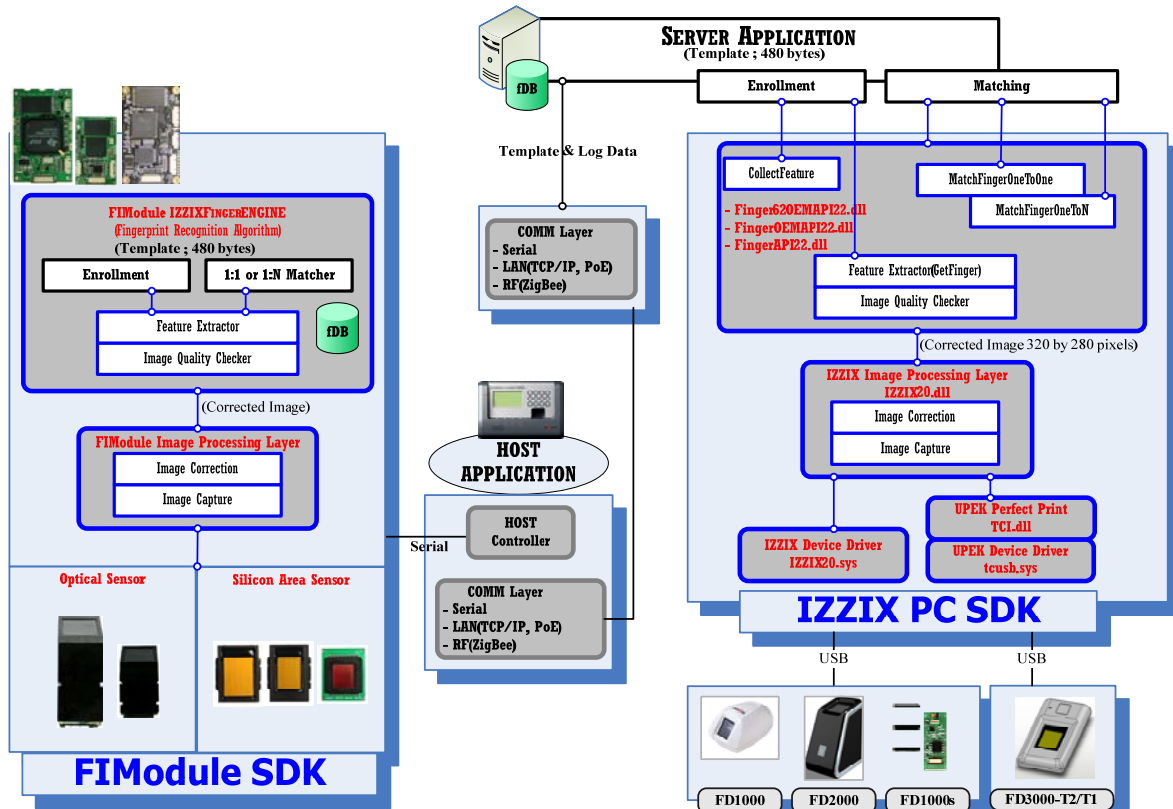 SERVER APPLICATION
(Template ; 480 bytes)
fDB
Enrollment
Matching
Template & Log Data
COMM Layer
- Serial
- LAN(TCP/IP, PoE)
- RF(ZigBee)
FIModule IZZIXFINGERENGINE
(Fingerprint Recognition Algorithm)
(Template ; 480 bytes)
Enrollment
1:1 or 1:N Matcher
Feature Extractor
Image Quality Checker
fDB
(Corrected Image)
FIModule Image Processing Layer
Image Correction
Image Capture
Optical Sensor
Silicon Area Sensor
FIModule SDK
HOST
APPLICATION
Serial
HOST
Controller
COMM Layer
- Serial
- LAN(TCP/IP, PoE)
- RF(ZigBee)
CollectFeature
MatchFingerOneToOne
MatchFingerOneToN
- Finger620EMAPI22.dll
- FingerOEMAPI22.dll
- FingerAPI22.dll
Feature Extractor(GetFinger)
Image Quality Checker
(Corrected Image 320 by 280 pixels)
IZZIX Image Processing Layer
IZZIX20.dll
Image Correction
Image Capture
IZZIX Device Driver
IZZIX20.sys
UPEK Perfect Print
TCI.dll
UPEK Device Driver
tcusb.sys
IZZIX PC SDK
USB
USB
FD1000
FD2000
FD1000s
FD3000-T2/T1